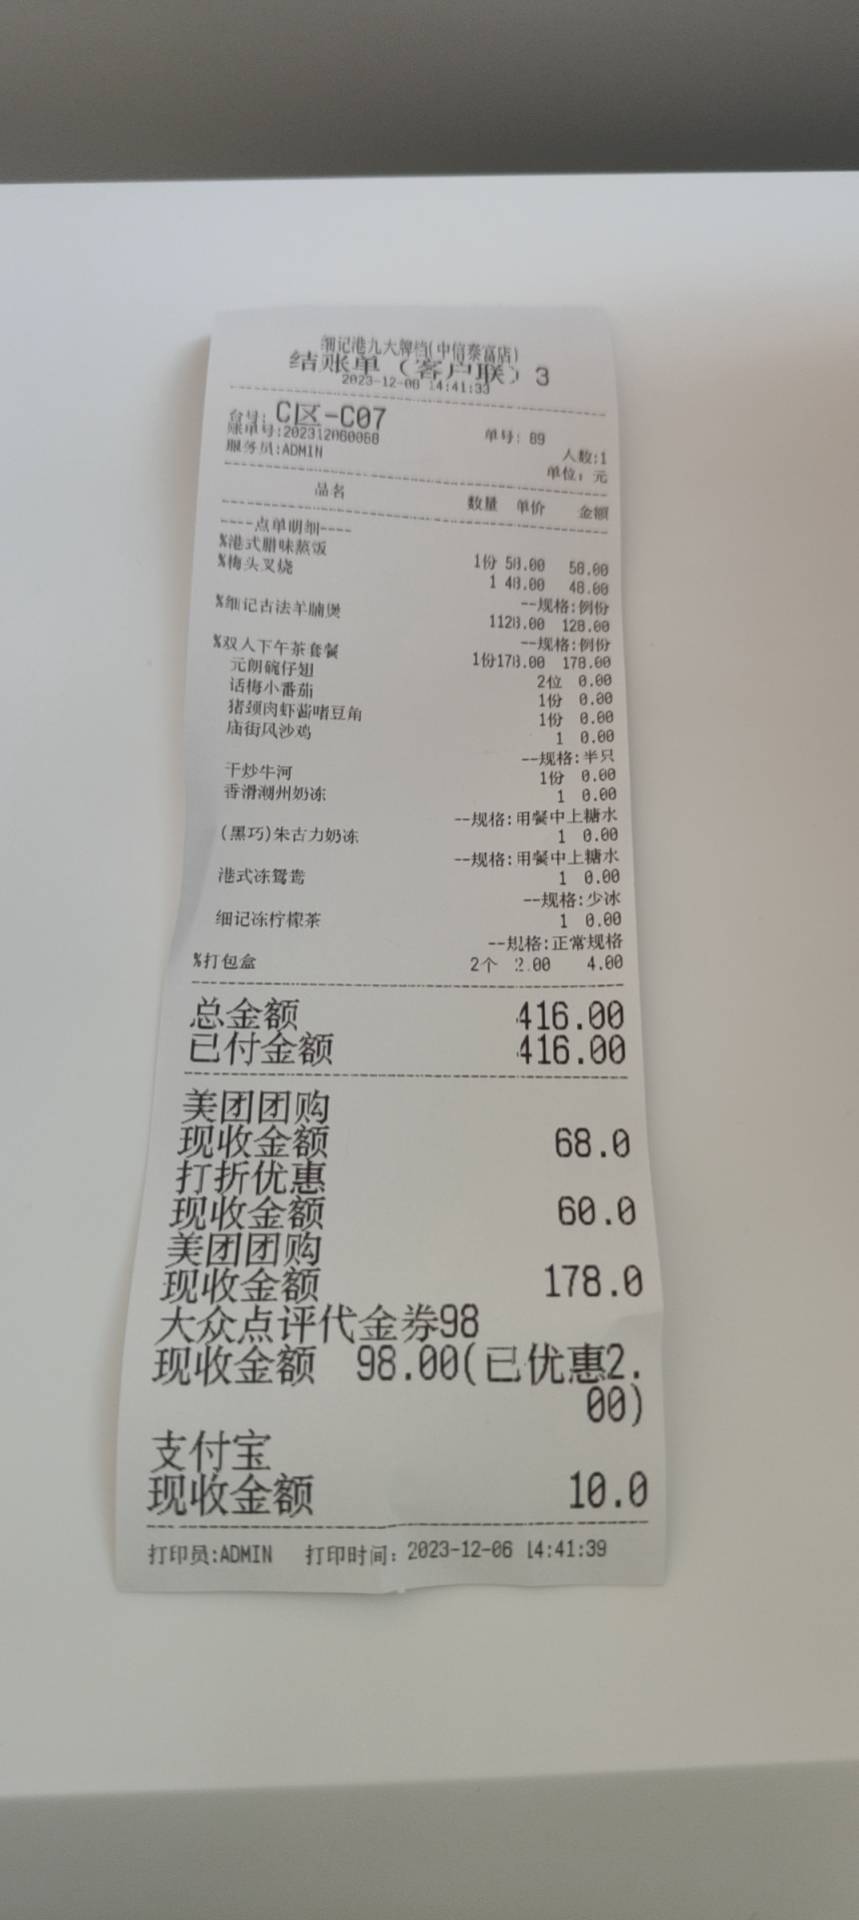 细记港九大牌档(中信泰富店)
结账单（客户联）3
2023-12-06 14:41:33
台号: C区-C07
账单号:202312060068 单号: 89
服务员:ADMIN 人数:1
单位: 元
品名 数量 单价 金额
----点单明细----
%港式腊味蒸饭 1份 58.00 58.00
%梅头叉烧 1 48.00 48.00
--规格:例份
%细记古法羊腩煲 1128.00 128.00
--规格:例份
%双人下午茶套餐 1份178.00 178.00
元朗碗仔翅 2位 0.00
话梅小番茄 1份 0.00
猪颈肉虾酱啫豆角 1份 0.00
庙街风沙鸡 1 0.00
--规格:半只
干炒牛河 1份 0.00
香滑潮州奶冻 1 0.00
--规格:用餐中上糖水
(黑巧)朱古力奶冻 1 0.00
--规格:用餐中上糖水
港式冻鸳鸯 1 0.00
--规格:少冰
细记冻柠檬茶 1 0.00
--规格:正常规格
%打包盒 2个 2.00 4.00
总金额 416.00
已付金额 416.00
美团团购
现收金额 68.0
打折优惠
现收金额 60.0
美团团购
现收金额 178.0
大众点评代金券98
现收金额 98.00(已优惠2.
00)
支付宝
现收金额 10.0
打印员:ADMIN 打印时间: 2023-12-06 14:41:39